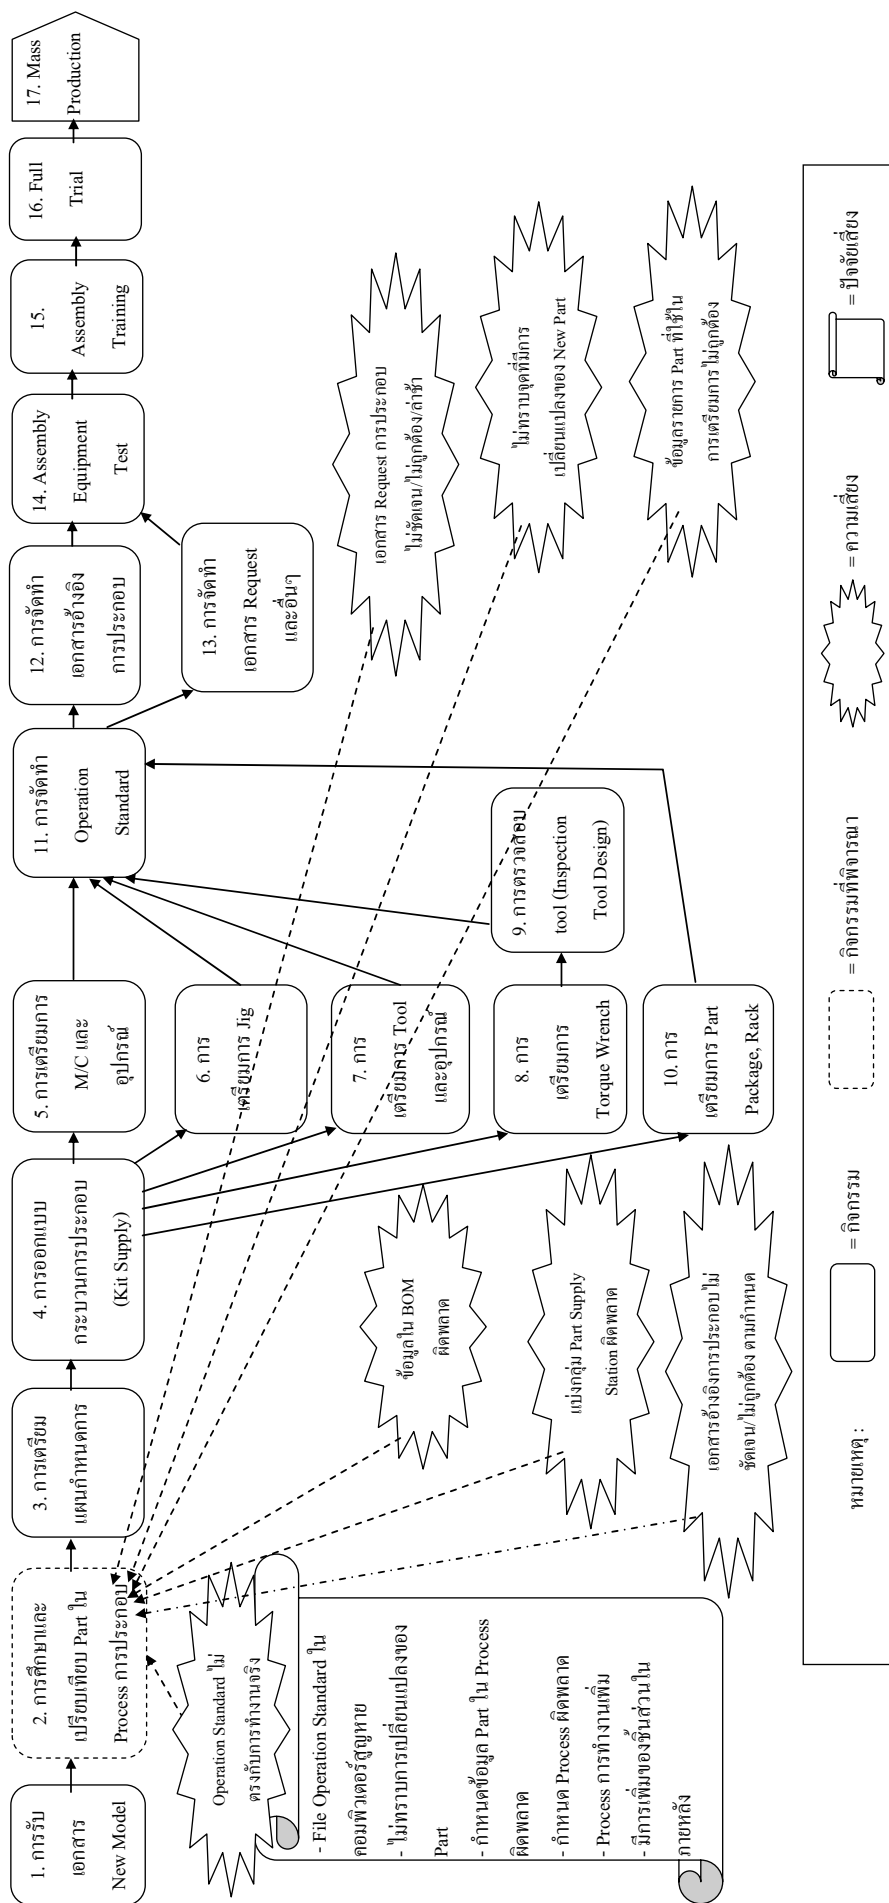 1. การรับ
เอกสาร
New Model
2. การศึกษาและ
เปรียบเทียบ Part ใน
Process การประกอบ
3. การเตรียม
แผนกำหนดการ
4. การออกแบบ
กระบวนการประกอบ
(Kit Supply)
5. การเตรียมการ
M/C และ
อุปกรณ์
6. การ
เตรียมการ Jig
7. การ
เตรียมการ Tool
และอุปกรณ์
8. การ
เตรียมการ
Torque Wrench
9. การตรวจสอบ
tool (Inspection
Tool Design)
10. การ
เตรียมการ Part
Package, Rack
11. การจัดทำ
Operation
Standard
12. การจัดทำ
เอกสารอ้างอิง
การประกอบ
13. การจัดทำ
เอกสาร Request
และอื่นๆ
14. Assembly
Equipment
Test
15.
Assembly
Training
16. Full
Trial
17. Mass
Production
เอกสาร Request การประกอบ
ไม่ชัดเจน/ไม่ถูกต้อง/ล่าช้า
ไม่ทราบจุดที่มีการ
เปลี่ยนแปลงของ New Part
ข้อมูลรายการ Part ที่ใช้ใน
การเตรียมการไม่ถูกต้อง
ข้อมูลใน BOM
ผิดพลาด
แบ่งกลุ่ม Part Supply
Station ผิดพลาด
เอกสารอ้างอิงการประกอบไม่
ชัดเจน/ไม่ถูกต้อง ตามกำหนด
Operation Standard ไม่
ตรงกับการทำงานจริง
- File Operation Standard ใน
คอมพิวเตอร์สูญหาย
- ไม่ทราบการเปลี่ยนแปลงของ
Part
- กำหนดข้อมูล Part ใน Process
ผิดพลาด
- กำหนด Process ผิดพลาด
- Process การทำงานเพิ่ม
- มีการเพิ่มของชิ้นส่วนใน
ภายหลัง
หมายเหตุ :
= กิจกรรม
= กิจกรรมที่พิจารณา
= ความเสี่ยง
= ปัจจัยเสี่ยง